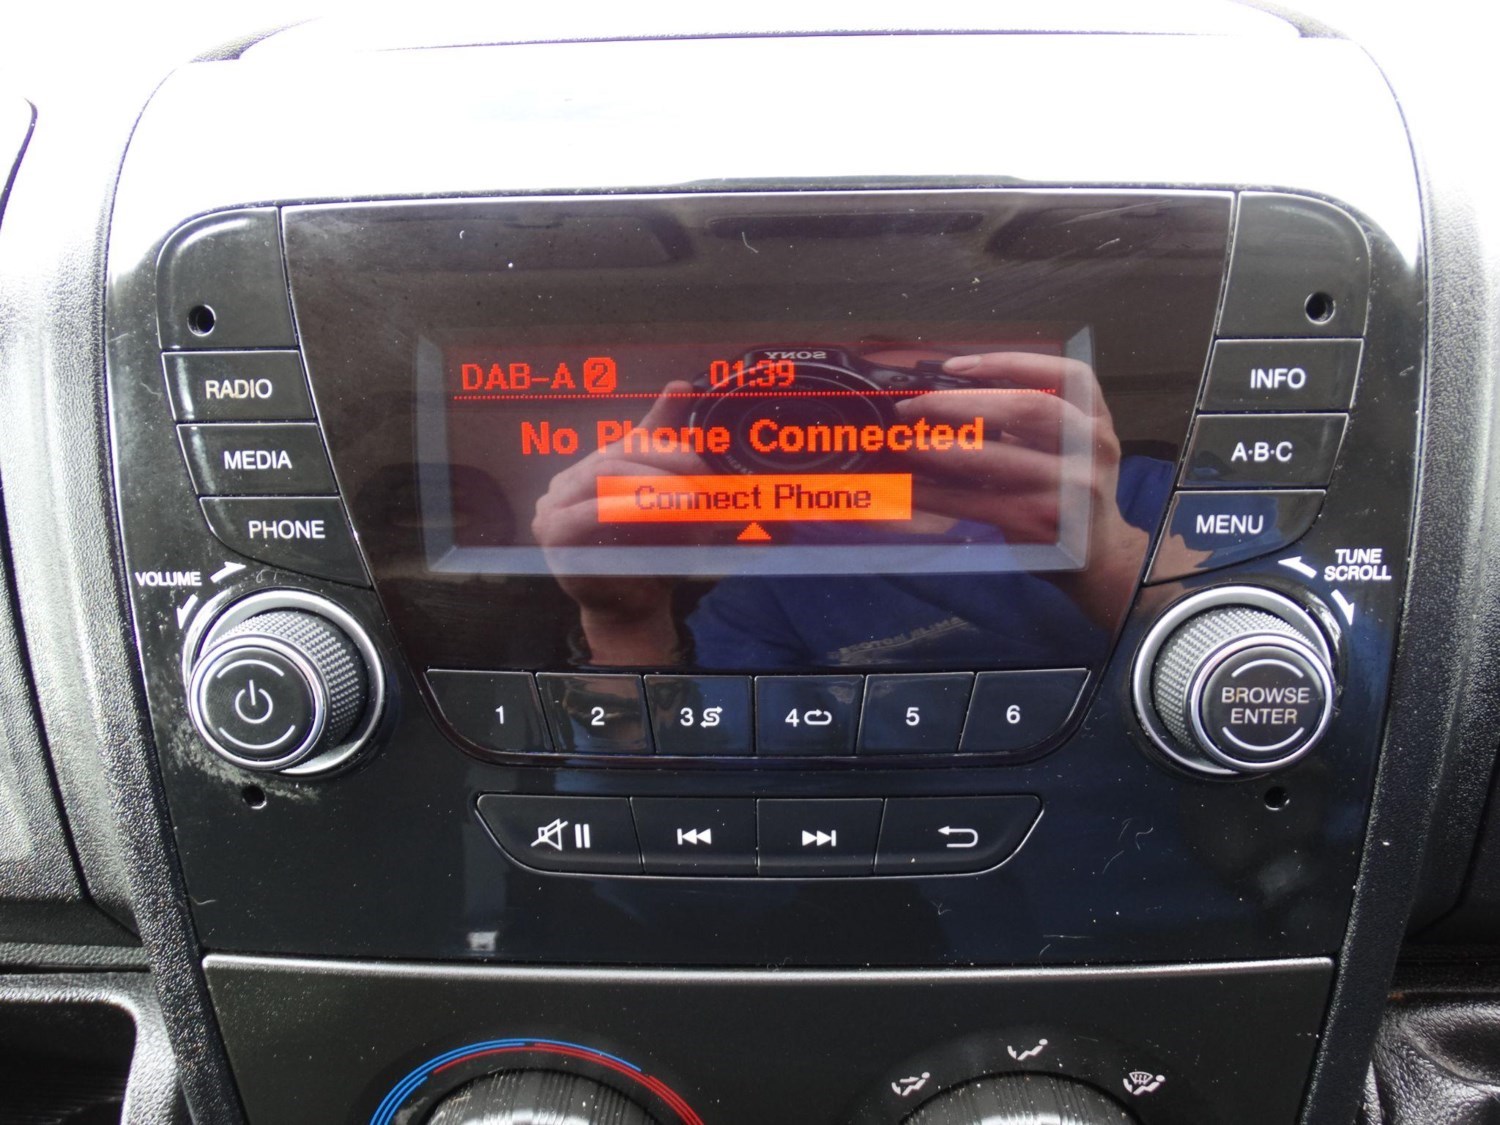 SONY
DAB-A 2 01:39
No Phone Connected
Connect Phone
RADIO
MEDIA
PHONE
VOLUME
INFO
A·B·C
MENU
TUNE
SCROLL
BROWSE
ENTER
1 2 3 4 5 6